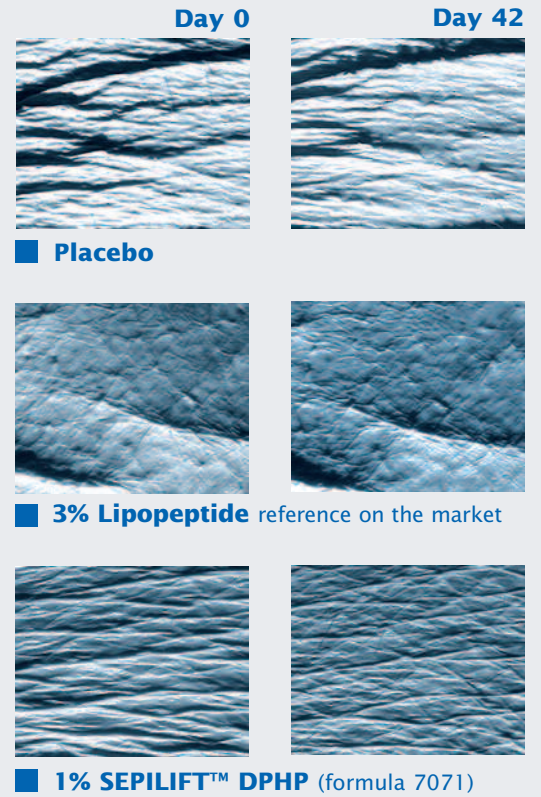 Day 0 Day 42
Placebo
3% Lipopeptide reference on the market
1% SEPILIFT™ DPHP (formula 7071)